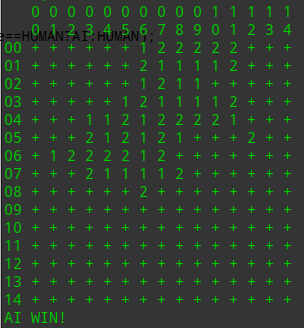 0 0 0 0 0 0 0 0 0 0 1 1 1 1 1
0 1 2 3 4 5 6 7 8 9 0 1 2 3 4
e==HUMAN?AI:HUMAN;
00 + + + + + + 1 2 2 2 2 2 + + +
01 + + + + + + 2 1 1 1 1 2 + + +
02 + + + + + + 1 2 1 1 + + + + +
03 + + + + + 1 2 1 1 1 1 2 + + +
04 + + + 1 1 2 1 2 2 2 2 1 + + +
05 + + + 2 1 2 1 2 1 + + + 2 + +
06 + 1 2 2 2 2 1 2 + + + + + + +
07 + + + 2 1 1 1 1 2 + + + + + +
08 + + + + + + 2 + + + + + + + +
09 + + + + + + + + + + + + + + +
10 + + + + + + + + + + + + + + +
11 + + + + + + + + + + + + + + +
12 + + + + + + + + + + + + + + +
13 + + + + + + + + + + + + + + +
14 + + + + + + + + + + + + + + +
AI WIN!